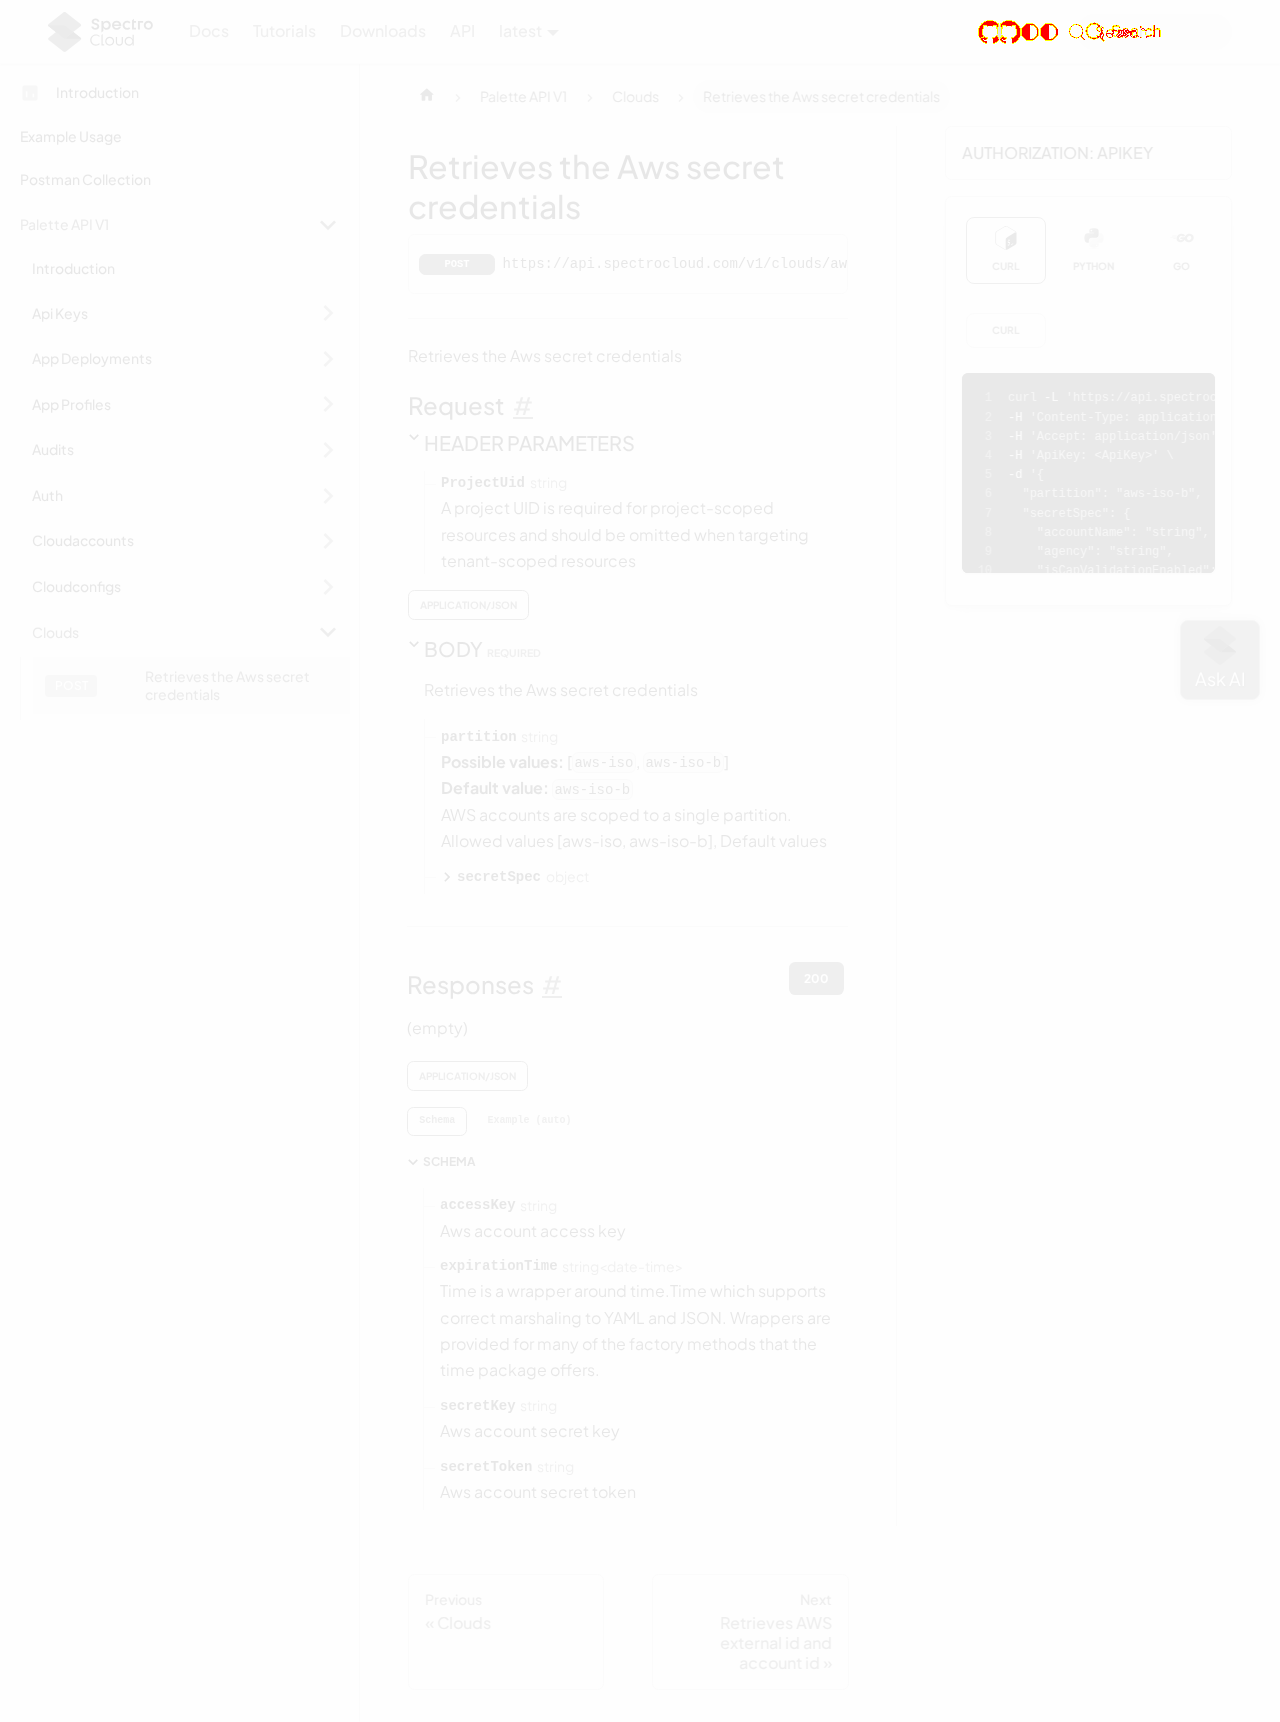 Spectro Cloud
Docs
Tutorials
Downloads
API
latest
Search
Introduction
Example Usage
Postman Collection
Palette API V1
Introduction
Api Keys
App Deployments
App Profiles
Audits
Auth
Cloudaccounts
Cloudconfigs
Clouds
POST
Retrieves the Aws secret
credentials
Palette API V1
Clouds
Retrieves the Aws secret credentials
Retrieves the Aws secret
credentials
POST https://api.spectrocloud.com/v1/clouds/aw
Retrieves the Aws secret credentials
Request #
HEADER PARAMETERS
ProjectUid string
A project UID is required for project-scoped
resources and should be omitted when targeting
tenant-scoped resources
APPLICATION/JSON
BODY REQUIRED
Retrieves the Aws secret credentials
partition string
Possible values: [aws-iso, aws-iso-b]
Default value: aws-iso-b
AWS accounts are scoped to a single partition.
Allowed values [aws-iso, aws-iso-b], Default values
secretSpec object
Responses #
200
(empty)
APPLICATION/JSON
Schema
Example (auto)
SCHEMA
accessKey string
Aws account access key
expirationTime string<date-time>
Time is a wrapper around time.Time which supports
correct marshaling to YAML and JSON. Wrappers are
provided for many of the factory methods that the
time package offers.
secretKey string
Aws account secret key
secretToken string
Aws account secret token
Previous
« Clouds
Next
Retrieves AWS
external id and
account id »
AUTHORIZATION: APIKEY
CURL
PYTHON
GO
GO
CURL
1 curl -L 'https://api.spectroc
2 -H 'Content-Type: application
3 -H 'Accept: application/json'
4 -H 'ApiKey: <ApiKey>' \
5 -d '{
6 "partition": "aws-iso-b",
7 "secretSpec": {
8 "accountName": "string",
9 "agency": "string",
10 "isCapValidationEnabled"
Ask AI